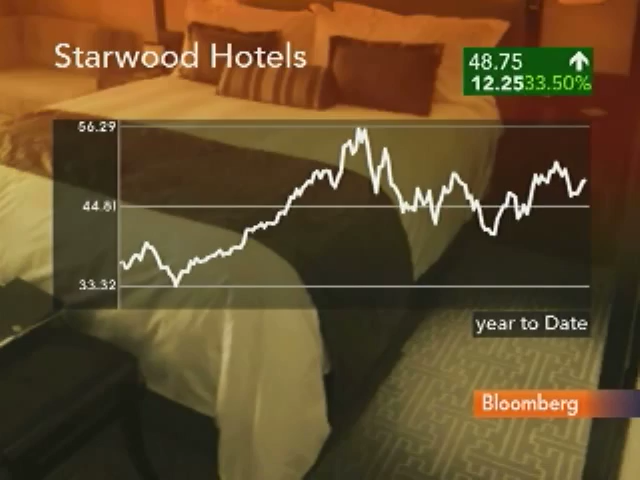 Starwood Hotels
48.75
12.25 33.50%
56.29
44.81
33.32
year to Date
Bloomberg